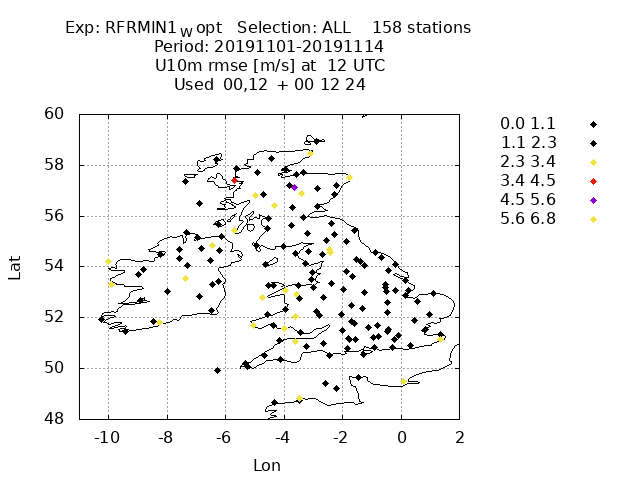 Exp: RFRMIN1 W opt Selection: ALL 158 stations
Period: 20191101-20191114
U10m rmse [m/s] at 12 UTC
Used 00,12 + 00 12 24
0.0 1.1
1.1 2.3
2.3 3.4
3.4 4.5
4.5 5.6
5.6 6.8
60
58
56
54
52
50
48
Lat
-10 -8 -6 -4 -2 0 2
Lon